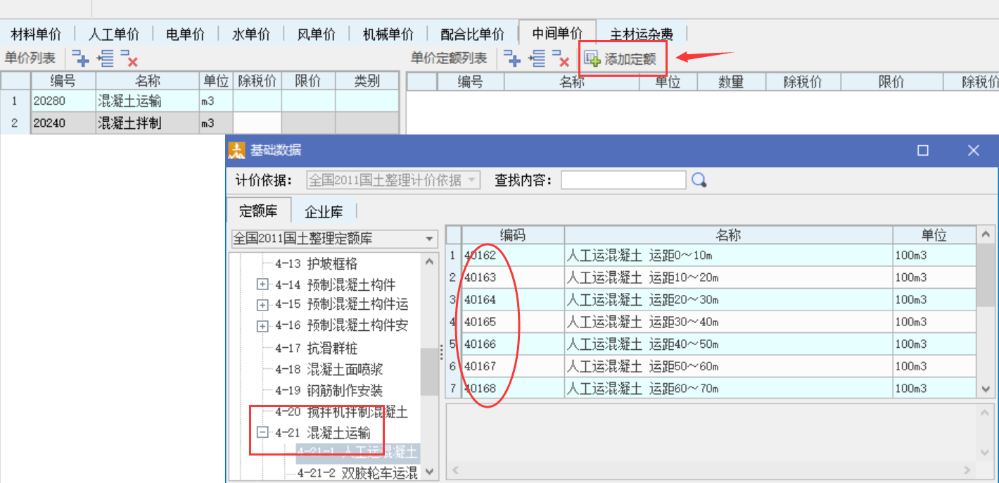 材料单价 人工单价 电单价 水单价 风单价 机械单价 配合比单价 中间单价 主材运杂费
单价列表 单价定额列表 添加定额
编号 名称 单位 除税价 限价 类别 编号 名称 单位 数量 除税价 限价 除税价
1 20280 混凝土运输 m3
2 20240 混凝土拌制 m3
基础数据
计价依据: 全国2011国土整理计价依据 查找内容:
定额库 企业库
全国2011国土整理定额库
4-13 护坡框格
4-14 预制混凝土构件
4-15 预制混凝土构件运
4-16 预制混凝土构件安
4-17 抗滑群桩
4-18 混凝土面喷浆
4-19 钢筋制作安装
4-20 搅拌机拌制混凝土
4-21 混凝土运输
4-21-1 人工运混凝土
4-21-2 双胶轮车运混
编码 名称 单位
1 40162 人工运混凝土 运距0～10m 100m3
2 40163 人工运混凝土 运距10～20m 100m3
3 40164 人工运混凝土 运距20～30m 100m3
4 40165 人工运混凝土 运距30～40m 100m3
5 40166 人工运混凝土 运距40～50m 100m3
6 40167 人工运混凝土 运距50～60m 100m3
7 40168 人工运混凝土 运距60～70m 100m3